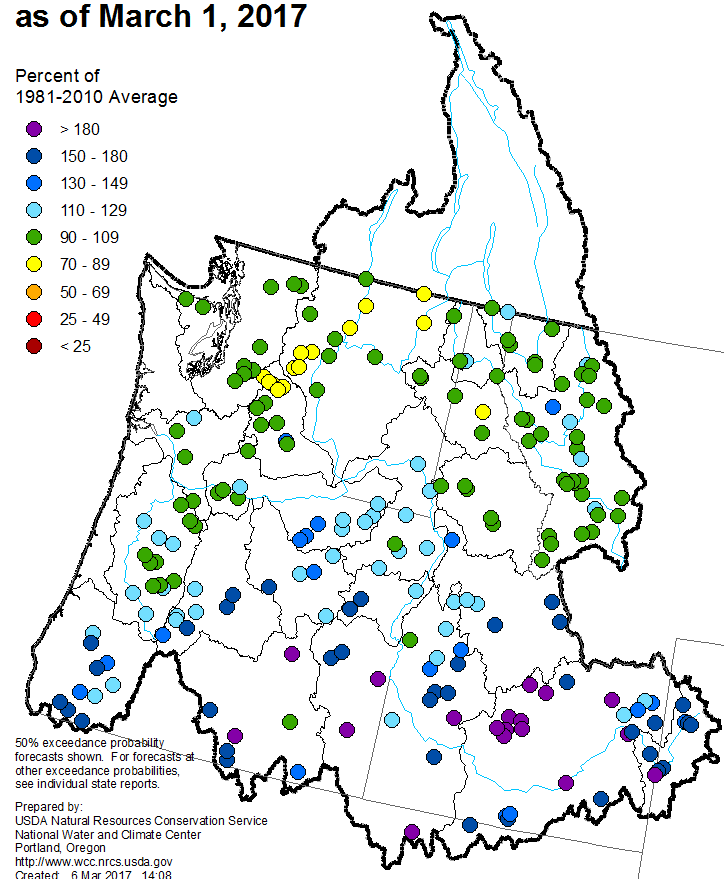 as of March 1, 2017
Percent of
1981-2010 Average
> 180
150 - 180
130 - 149
110 - 129
90 - 109
70 - 89
50 - 69
25 - 49
< 25
50% exceedance probability
forecasts shown. For forecasts at
other exceedance probabilities,
see individual state reports.
Prepared by:
USDA Natural Resources Conservation Service
National Water and Climate Center
Portland, Oregon
http://www.wcc.nrcs.usda.gov
Created: 6 Mar 2017 14:08